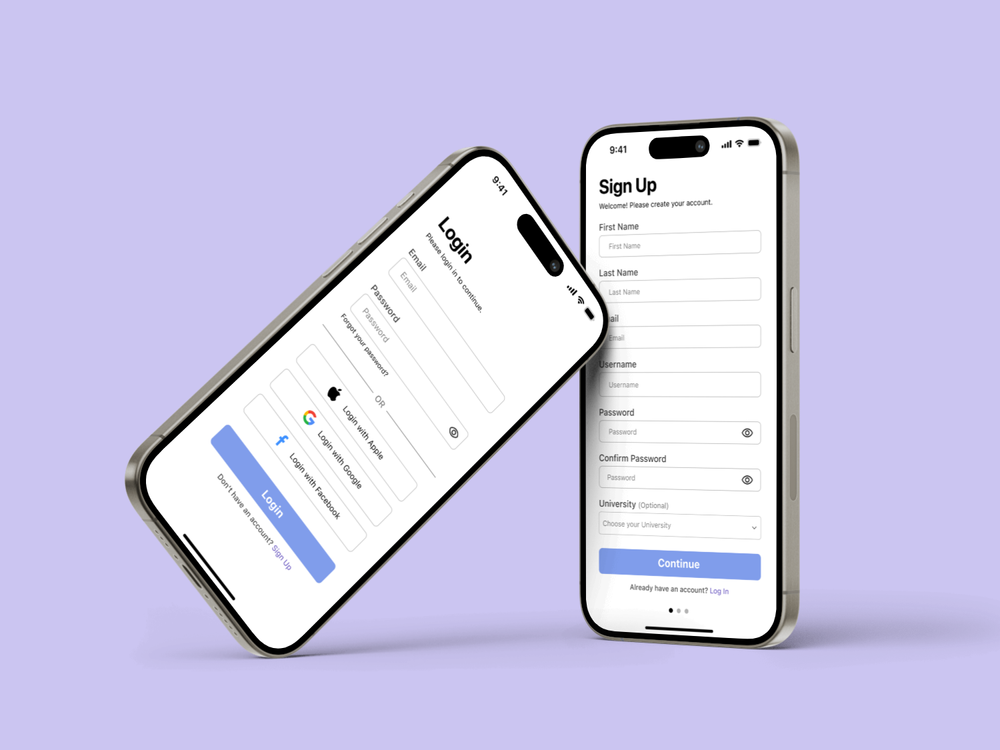 9:41
Login
Please login in to continue.
Email
Email
Password
Password
Forgot your password?
OR
Login with Apple
Login with Google
Login with Facebook
Login
Don't have an account? Sign Up
9:41
Sign Up
Welcome! Please create your account.
First Name
First Name
Last Name
Last Name
ail
Email
Username
Username
Password
Password
Confirm Password
Password
University (Optional)
Choose your University
Continue
Already have an account? Log In